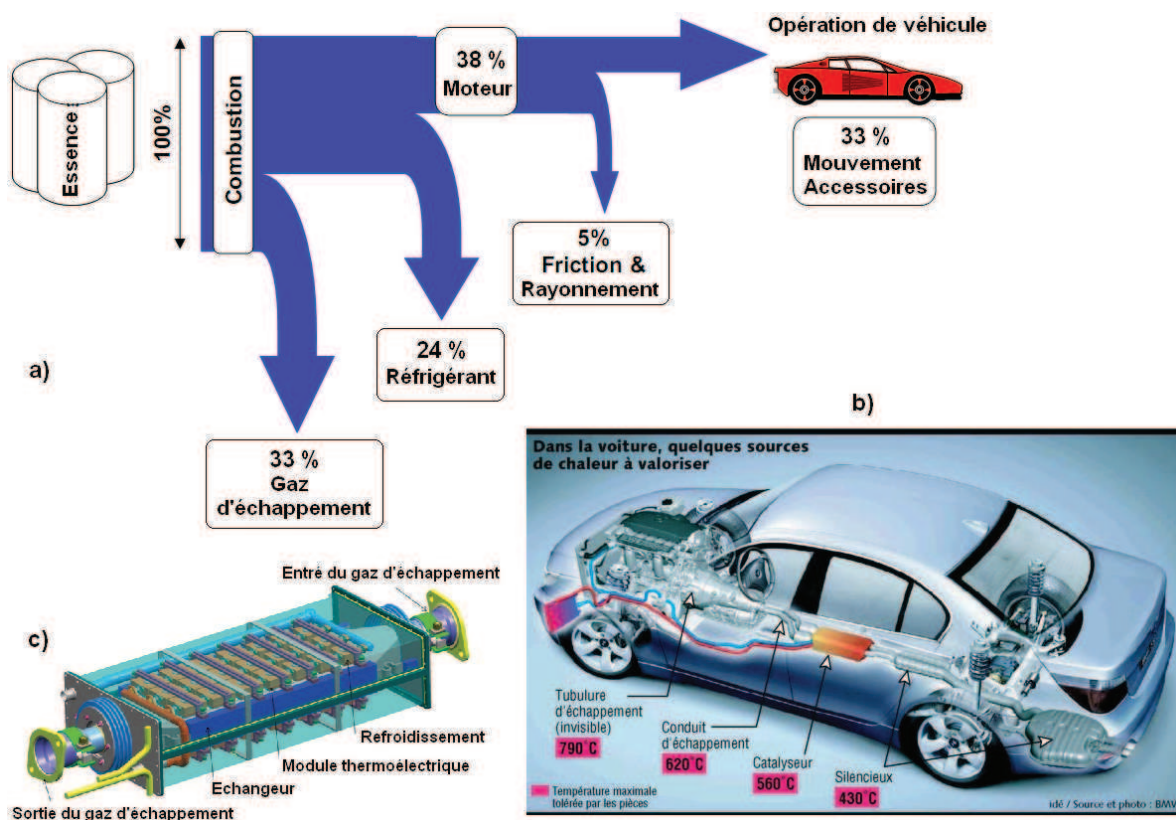 Essence
100%
Combustion
38 %
Moteur
Opération de véhicule
33 %
Mouvement
Accessoires
5%
Friction &
Rayonnement
24 %
Réfrigérant
33 %
Gaz
d'échappement
a)
b)
Dans la voiture, quelques sources
de chaleur à valoriser
Tubulure
d'échappement
(invisible)
790°C
Conduit
d'échappement
620°C
Catalyseur
560°C
Silencieux
430°C
Température maximale
tolérée par les pièces
idé / Source et photo : BMW
c)
Entré du gaz d'échappement
Refroidissement
Module thermoélectrique
Echangeur
Sortie du gaz d'échappement